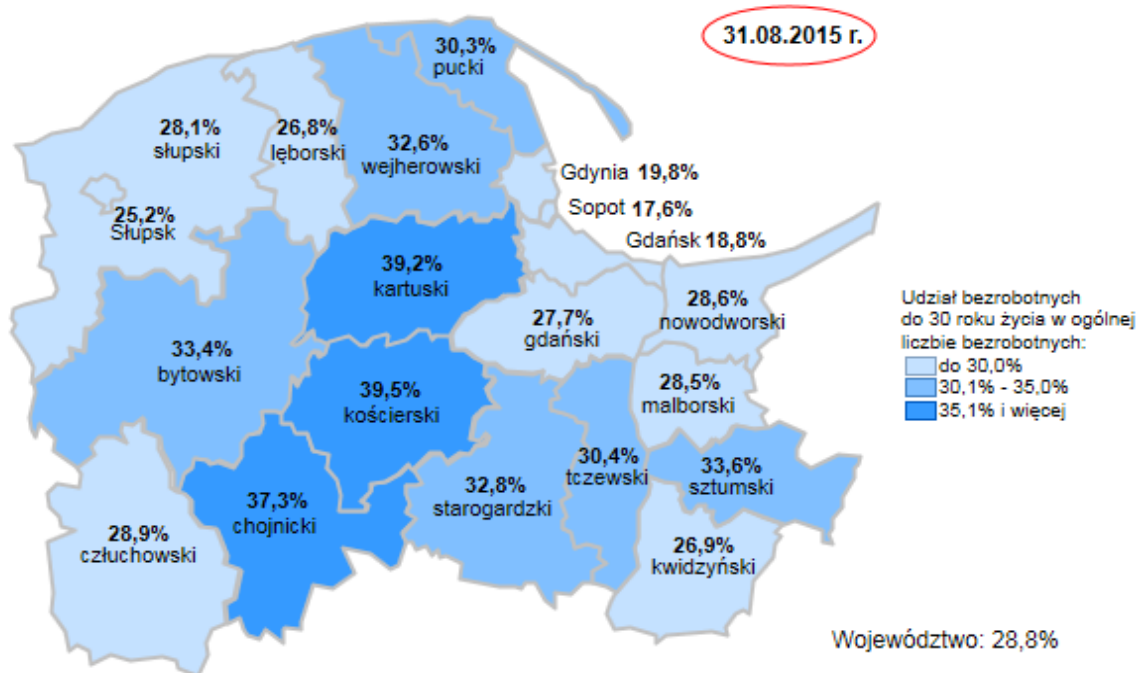 31.08.2015 r.
30,3%
pucki
28,1%
słupski
26,8%
lęborski
32,6%
wejherowski
Gdynia 19,8%
Sopot 17,6%
Gdańsk 18,8%
25,2%
Słupsk
39,2%
kartuski
28,6%
nowodworski
27,7%
gdański
33,4%
bytowski
39,5%
kościerski
28,5%
malborski
Udział bezrobotnych
do 30 roku życia w ogólnej
liczbie bezrobotnych:
do 30,0%
30,1% - 35,0%
35,1% i więcej
30,4%
tczewski
33,6%
sztumski
32,8%
starogardzki
37,3%
chojnicki
28,9%
człuchowski
26,9%
kwidzyński
Województwo: 28,8%